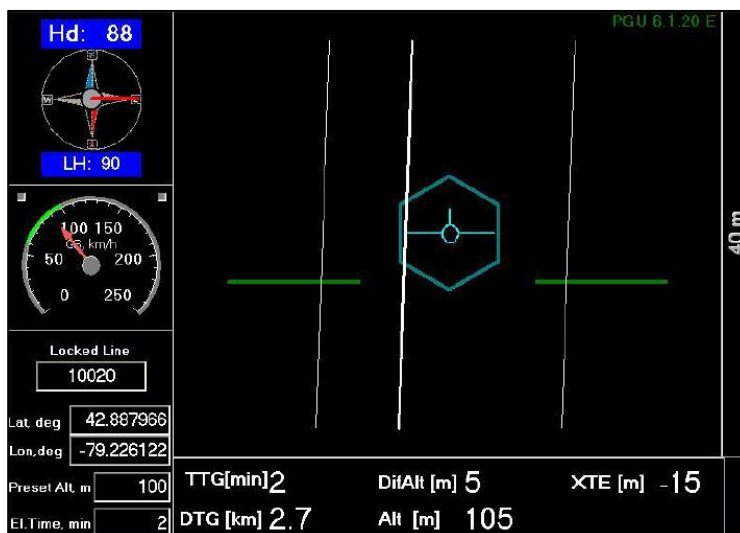 Hd: 88
PGU 6.1.20 E
W
LH: 90
100 150
GS, km/h
50 200
0 250
40 m
Locked Line
10020
Lat, deg 42.887966
Lon,deg -79.226122
Preset Alt, m 100
El.Time, min 2
TTG[min] 2 DifAlt [m] 5 XTE [m] -15
DTG [km] 2.7 Alt [m] 105